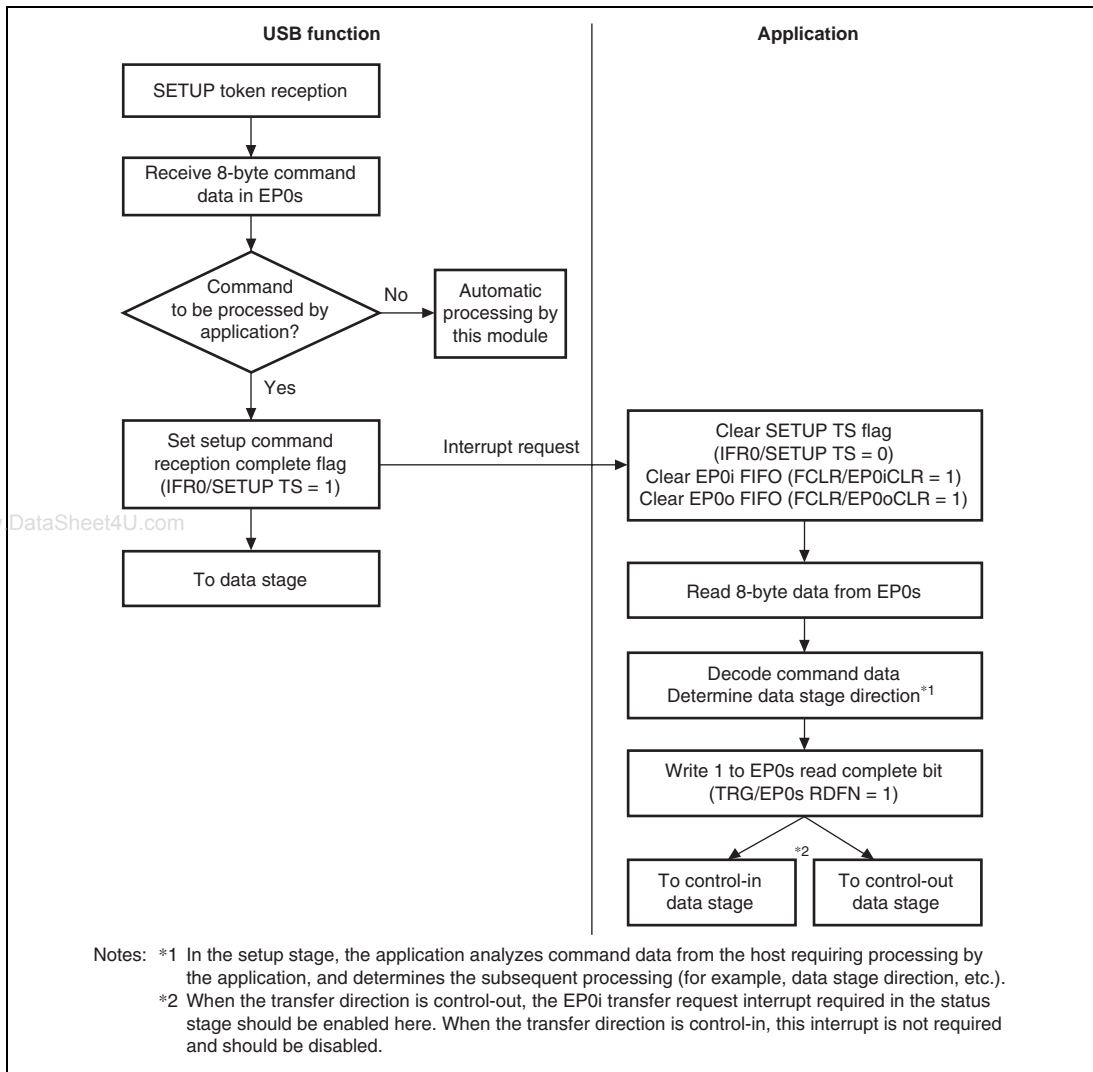 USB function
Application
SETUP token reception
Receive 8-byte command
data in EP0s
Command
to be processed by
application?
No
Automatic
processing by
this module
Yes
Set setup command
reception complete flag
(IFR0/SETUP TS = 1)
Interrupt request
To data stage
Clear SETUP TS flag
(IFR0/SETUP TS = 0)
Clear EP0i FIFO (FCLR/EP0iCLR = 1)
Clear EP0o FIFO (FCLR/EP0oCLR = 1)
Read 8-byte data from EP0s
Decode command data
Determine data stage direction*1
Write 1 to EP0s read complete bit
(TRG/EP0s RDFN = 1)
*2
To control-in
data stage
To control-out
data stage
Notes: *1 In the setup stage, the application analyzes command data from the host requiring processing by
the application, and determines the subsequent processing (for example, data stage direction, etc.).
*2 When the transfer direction is control-out, the EP0i transfer request interrupt required in the status
stage should be enabled here. When the transfer direction is control-in, this interrupt is not required
and should be disabled.
.DataSheet4U.com